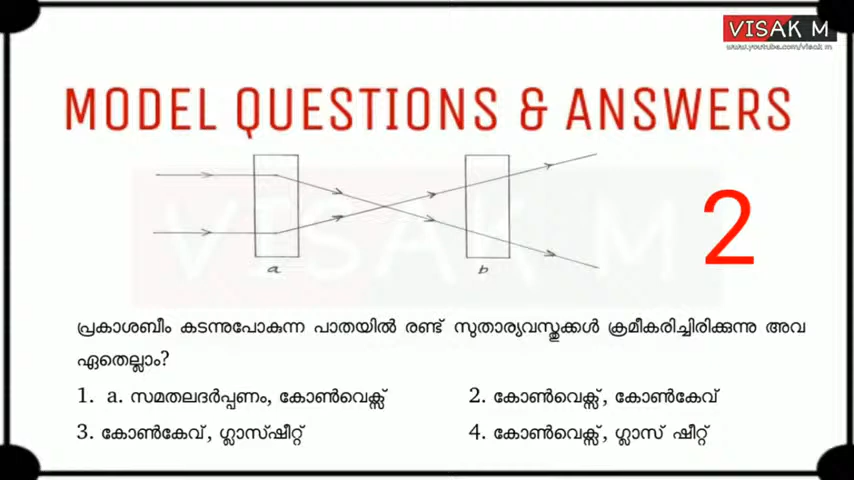 VISAK M
www.youtube.com/visak m
MODEL QUESTIONS & ANSWERS
2
a
b
പ്രകാശബീം കടന്നുപോകുന്ന പാതയിൽ രണ്ട് സുതാര്യവസ്തുക്കൾ ക്രമീകരിച്ചിരിക്കുന്നു അവ
ഏതെല്ലാം?
1. a. സമതലദർപ്പണം, കോൺവെക്സ്
2. കോൺവെക്സ്, കോൺകേവ്
3. കോൺകേവ്, ഗ്ലാസ്ഷീറ്റ്
4. കോൺവെക്സ്, ഗ്ലാസ് ഷീറ്റ്